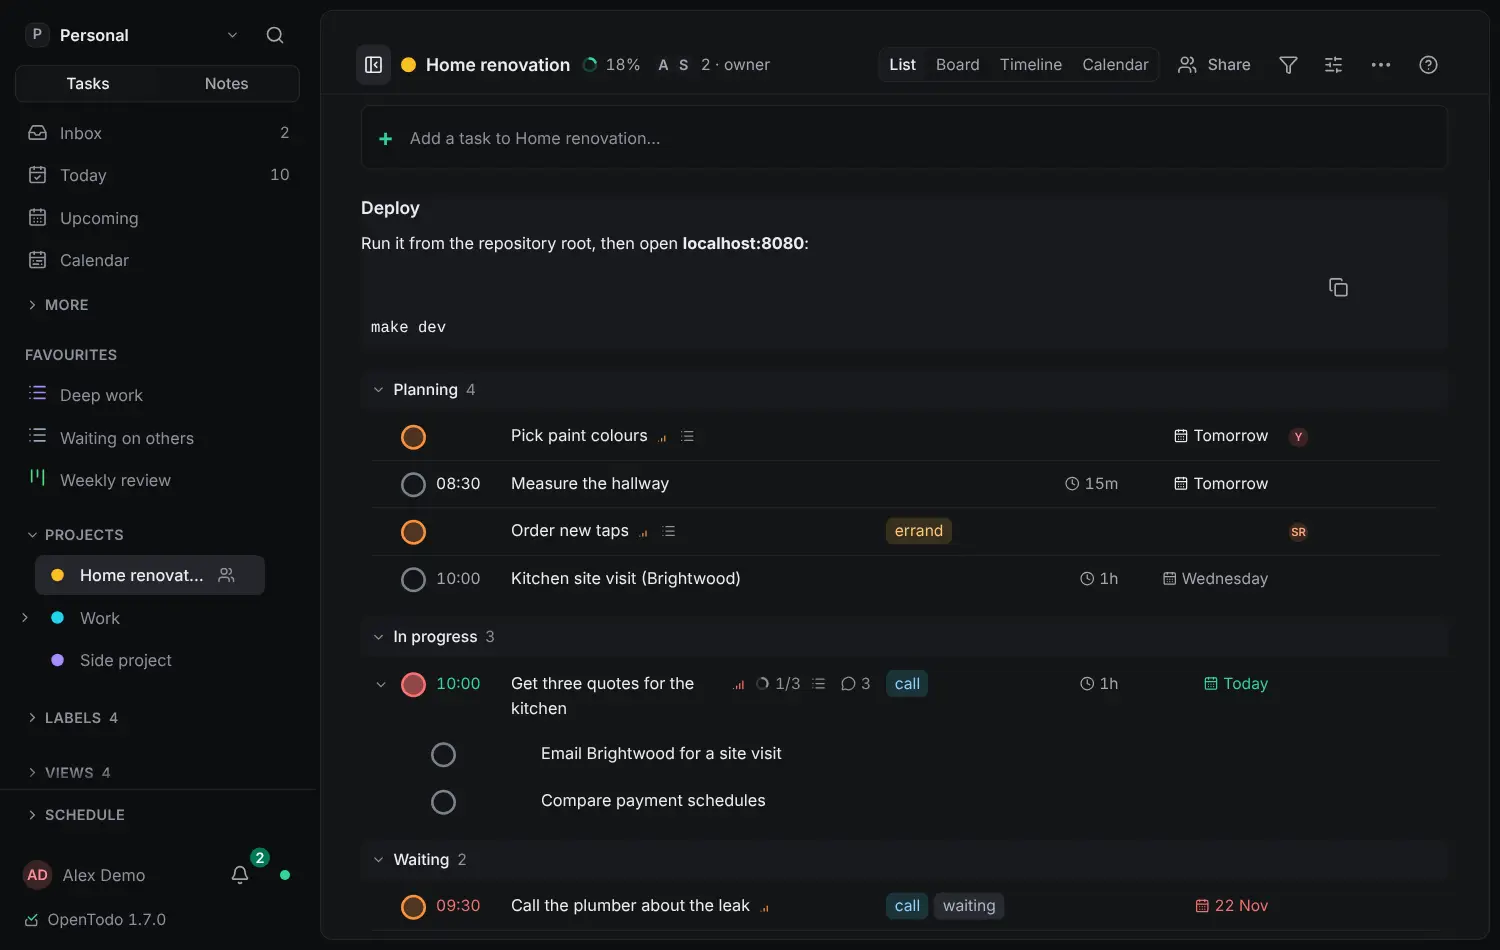 P Personal
Tasks Notes
Inbox 2
Today 10
Upcoming
Calendar
MORE
FAVOURITES
Deep work
Waiting on others
Weekly review
PROJECTS
Home renovat...
Work
Side project
LABELS 4
VIEWS 4
SCHEDULE
AD Alex Demo 2
OpenTodo 1.7.0
Home renovation 18% A S 2 · owner List Board Timeline Calendar Share
Add a task to Home renovation...
Deploy
Run it from the repository root, then open localhost:8080:
make dev
Planning 4
Pick paint colours Tomorrow Y
08:30 Measure the hallway 15m Tomorrow
Order new taps errand SR
10:00 Kitchen site visit (Brightwood) 1h Wednesday
In progress 3
10:00 Get three quotes for the 1/3 3 call 1h Today
kitchen
Email Brightwood for a site visit
Compare payment schedules
Waiting 2
09:30 Call the plumber about the leak call waiting 22 Nov